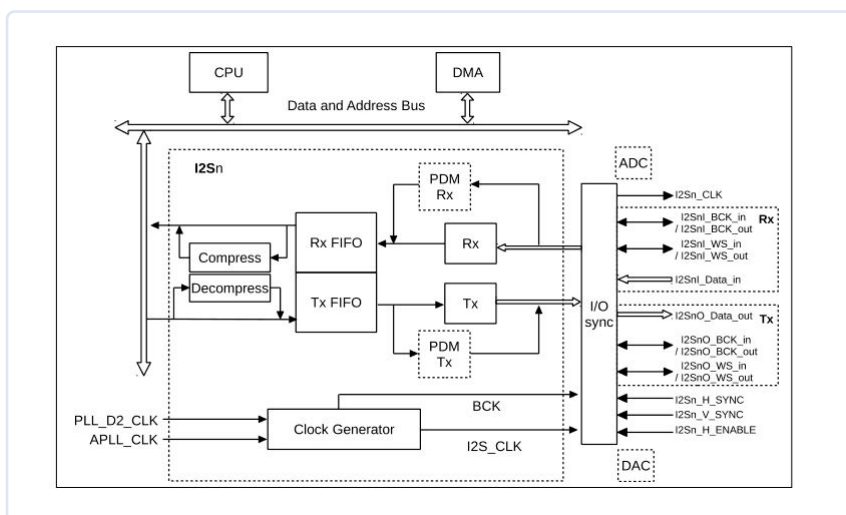 CPU
DMA
Data and Address Bus
I2Sn
PDM
Rx
ADC
I2Sn_CLK
I2SnI_BCK_in
/ I2SnI_BCK_out
Rx
I2SnI_WS_in
/ I2SnI_WS_out
I2SnI_Data_in
Rx FIFO
Rx
Compress
Decompress
Tx FIFO
Tx
PDM
Tx
I/O
sync
I2SnO_Data_out
Tx
I2SnO_BCK_in
/ I2SnO_BCK_out
I2SnO_WS_in
/ I2SnO_WS_out
I2Sn_H_SYNC
I2Sn_V_SYNC
I2Sn_H_ENABLE
DAC
BCK
PLL_D2_CLK
APLL_CLK
Clock Generator
I2S_CLK